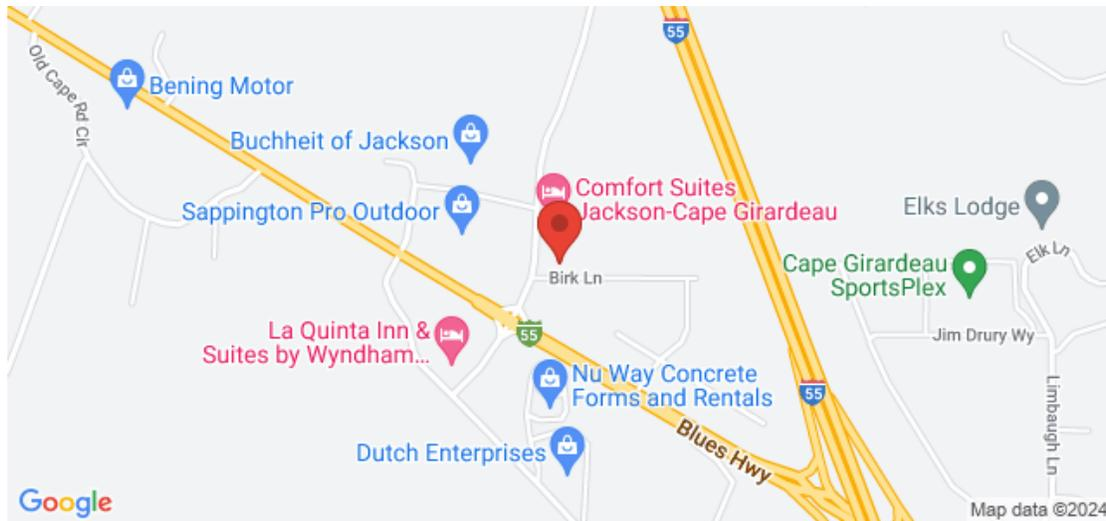 55
Old Cape Rd Cir
Bening Motor
Buchheit of Jackson
Comfort Suites
Jackson-Cape Girardeau
Sappington Pro Outdoor
Elks Lodge
Elk Ln
Cape Girardeau
SportsPlex
Birk Ln
La Quinta Inn &
Suites by Wyndham...
55
Jim Drury Wy
Nu Way Concrete
Forms and Rentals
55
Limbaugh Ln
Blues Hwy
Dutch Enterprises
Google
Map data ©2024